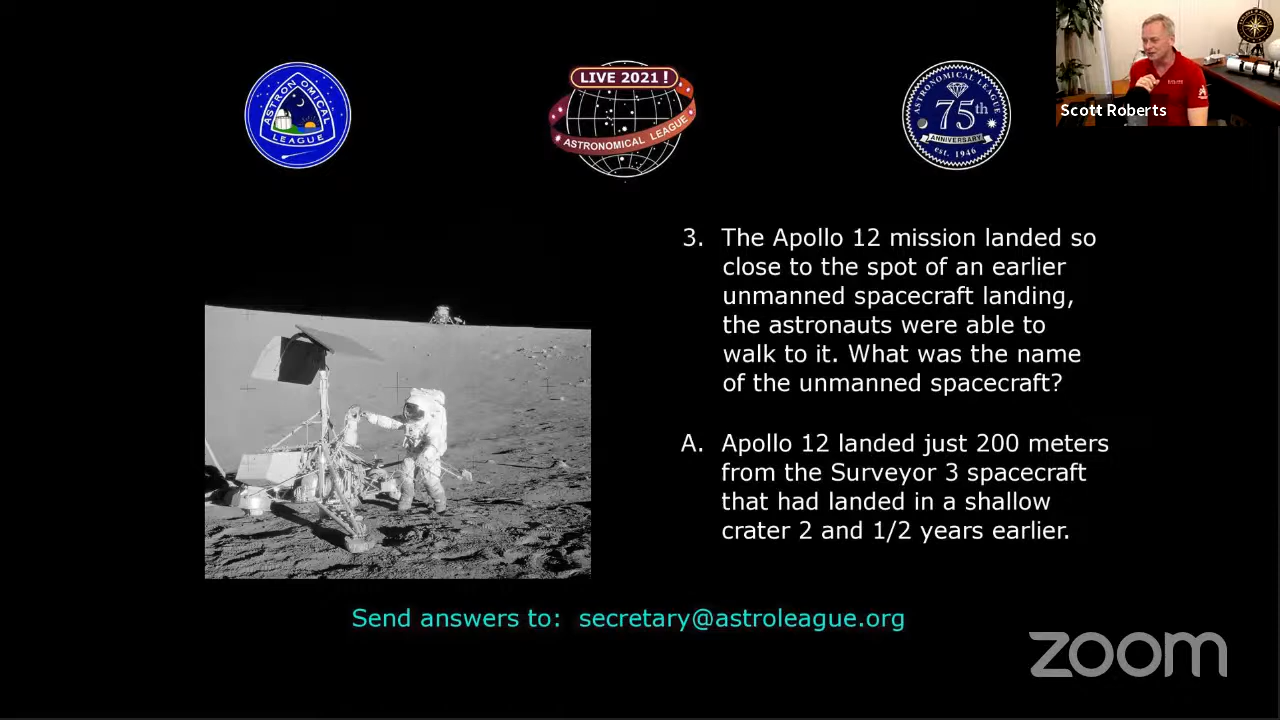 ASTRONOMICAL
LEAGUE
LIVE 2021!
ASTRONOMICAL LEAGUE
ASTRONOMICAL LEAGUE
75th
ANNIVERSARY
est. 1946
Scott Roberts
3. The Apollo 12 mission landed so
close to the spot of an earlier
unmanned spacecraft landing,
the astronauts were able to
walk to it. What was the name
of the unmanned spacecraft?
A. Apollo 12 landed just 200 meters
from the Surveyor 3 spacecraft
that had landed in a shallow
crater 2 and 1/2 years earlier.
Send answers to: secretary@astroleague.org
zoom